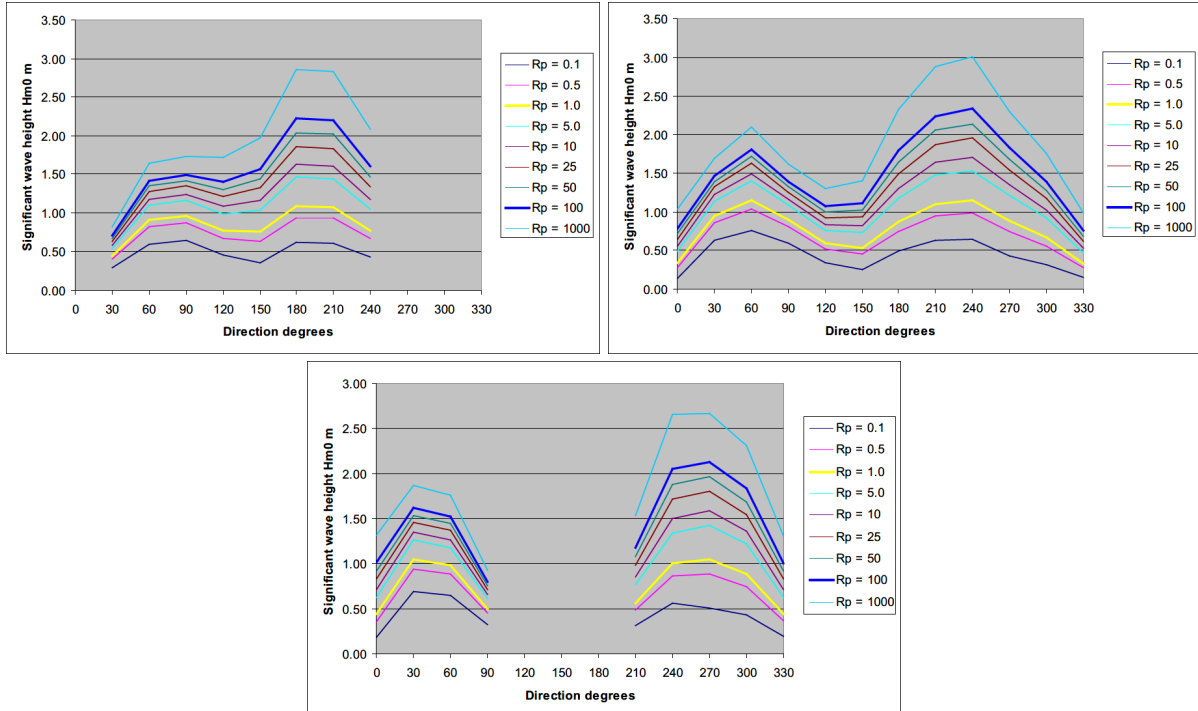 3.50
3.00
2.50
2.00
1.50
1.00
0.50
0.00
Significant wave height Hm0 m
0 30 60 90 120 150 180 210 240 270 300 330
Direction degrees
Rp = 0.1
Rp = 0.5
Rp = 1.0
Rp = 5.0
Rp = 10
Rp = 25
Rp = 50
Rp = 100
Rp = 1000
3.50
3.00
2.50
2.00
1.50
1.00
0.50
0.00
Significant wave height Hm0 m
0 30 60 90 120 150 180 210 240 270 300 330
Direction degrees
Rp = 0.1
Rp = 0.5
Rp = 1.0
Rp = 5.0
Rp = 10
Rp = 25
Rp = 50
Rp = 100
Rp = 1000
3.00
2.50
2.00
1.50
1.00
0.50
0.00
Significant wave height Hm0 m
0 30 60 90 120 150 180 210 240 270 300 330
Direction degrees
Rp = 0.1
Rp = 0.5
Rp = 1.0
Rp = 5.0
Rp = 10
Rp = 25
Rp = 50
Rp = 100
Rp = 1000